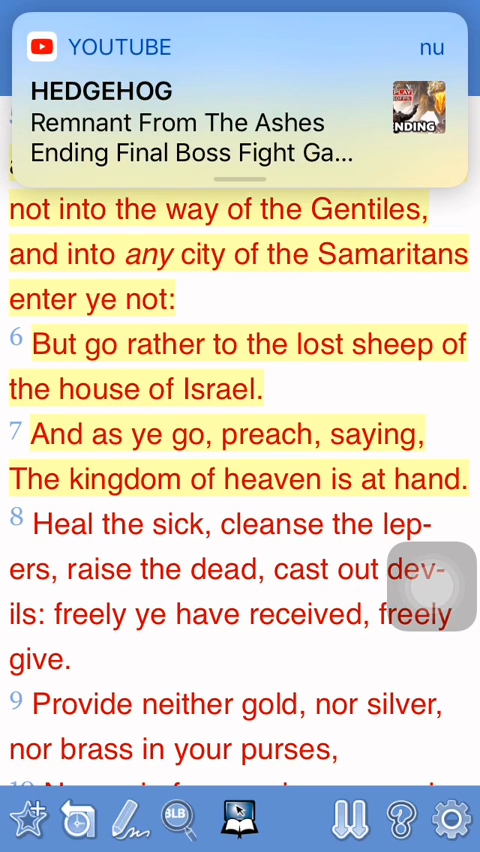 YOUTUBE nu
HEDGEHOG
Remnant From The Ashes
Ending Final Boss Fight Ga...
PLAY
NDING
not into the way of the Gentiles,
and into any city of the Samaritans
enter ye not:
6 But go rather to the lost sheep of
the house of Israel.
7 And as ye go, preach, saying,
The kingdom of heaven is at hand.
8 Heal the sick, cleanse the lep-
ers, raise the dead, cast out dev-
ils: freely ye have received, freely
give.
9 Provide neither gold, nor silver,
nor brass in your purses,
BLB